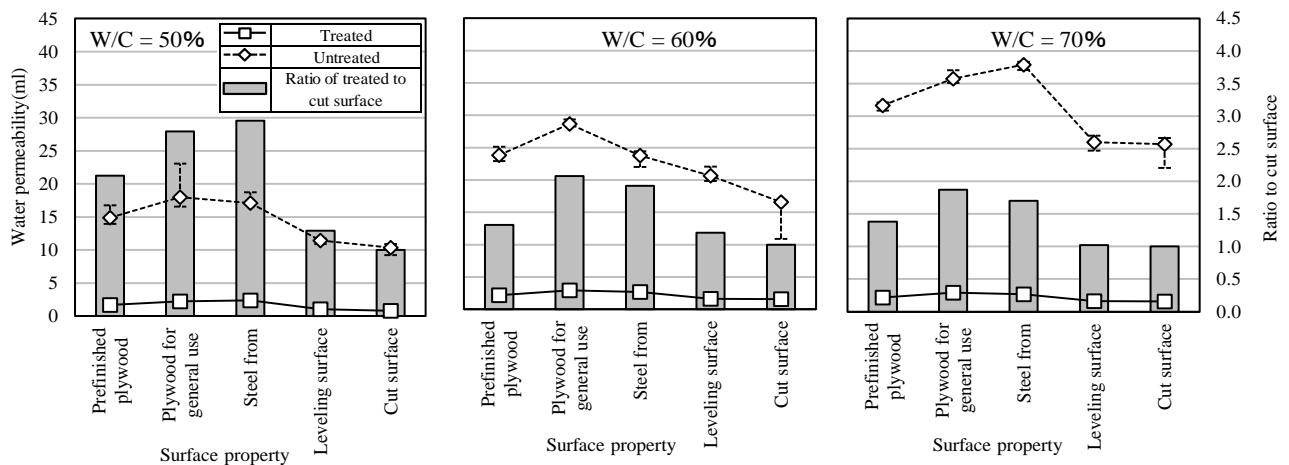 W/C = 50%
W/C = 60%
W/C = 70%
Treated
Untreated
Ratio of treated to
cut surface
Water permeability(ml)
45
40
35
30
25
20
15
10
5
0
Ratio to cut surface
4.5
4.0
3.5
3.0
2.5
2.0
1.5
1.0
0.5
0.0
Prefinished
plywood
Plywood for
general use
Steel from
Leveling surface
Cut surface
Surface property
Prefinished
plywood
Plywood for
general use
Steel from
Leveling surface
Cut surface
Surface property
Prefinished
plywood
Plywood for
general use
Steel from
Leveling surface
Cut surface
Surface property